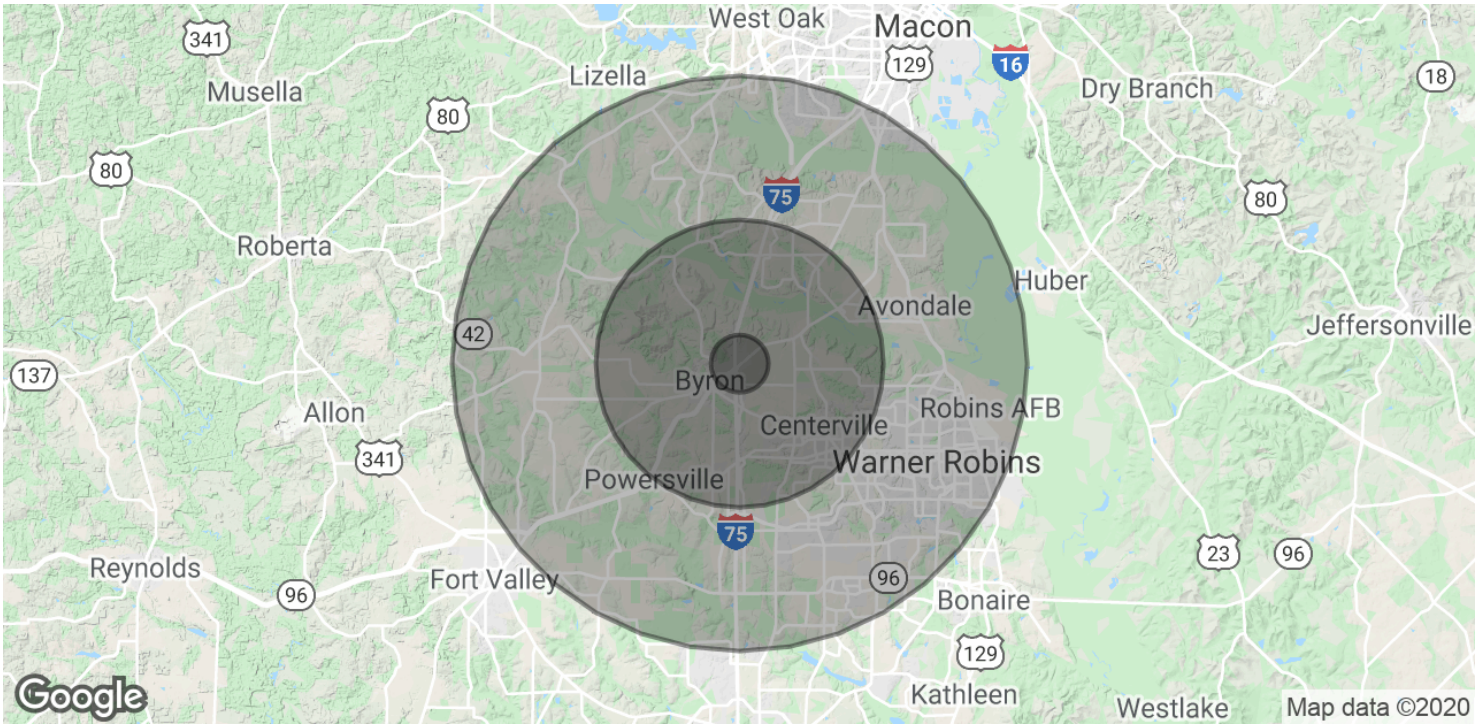 West Oak
Macon
341
129
16
Lizella
18
Musella
Dry Branch
80
80
75
80
Roberta
Huber
Avondale
Jeffersonville
42
137
Byron
Allon
Robins AFB
Centerville
341
Warner Robins
Powersville
75
23
96
Reynolds
Fort Valley
96
96
Bonaire
129
Kathleen
Google
Westlake
Map data ©2020